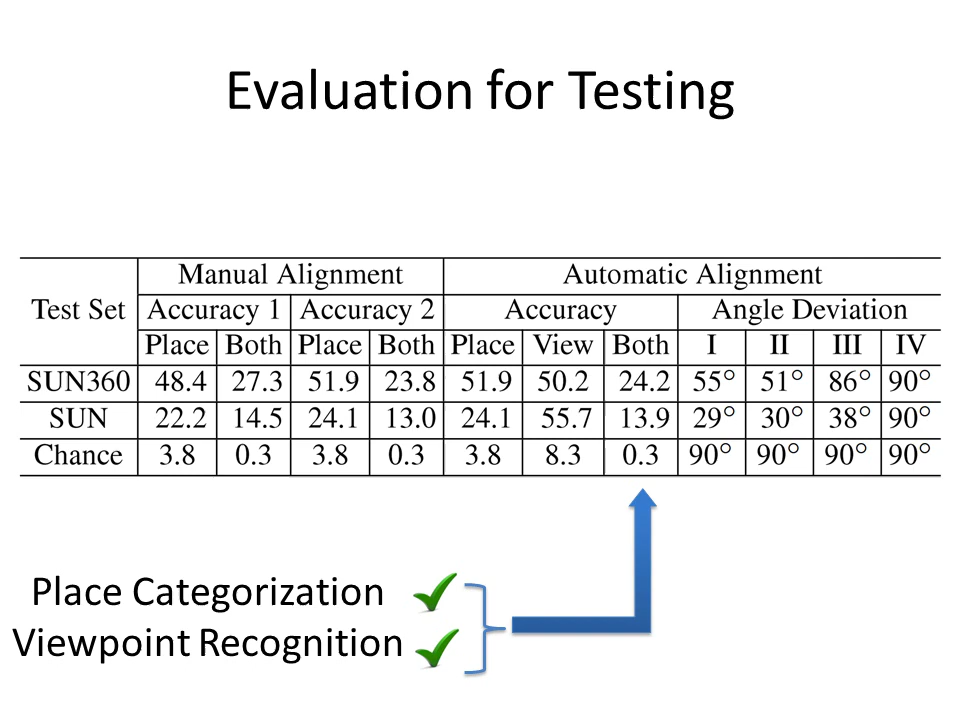 Evaluation for Testing
Manual Alignment Automatic Alignment
Test Set Accuracy 1 Accuracy 2 Accuracy Angle Deviation
Place Both Place Both Place View Both I II III IV
SUN360 48.4 27.3 51.9 23.8 51.9 50.2 24.2 55° 51° 86° 90°
SUN 22.2 14.5 24.1 13.0 24.1 55.7 13.9 29° 30° 38° 90°
Chance 3.8 0.3 3.8 0.3 3.8 8.3 0.3 90° 90° 90° 90°
Place Categorization
Viewpoint Recognition